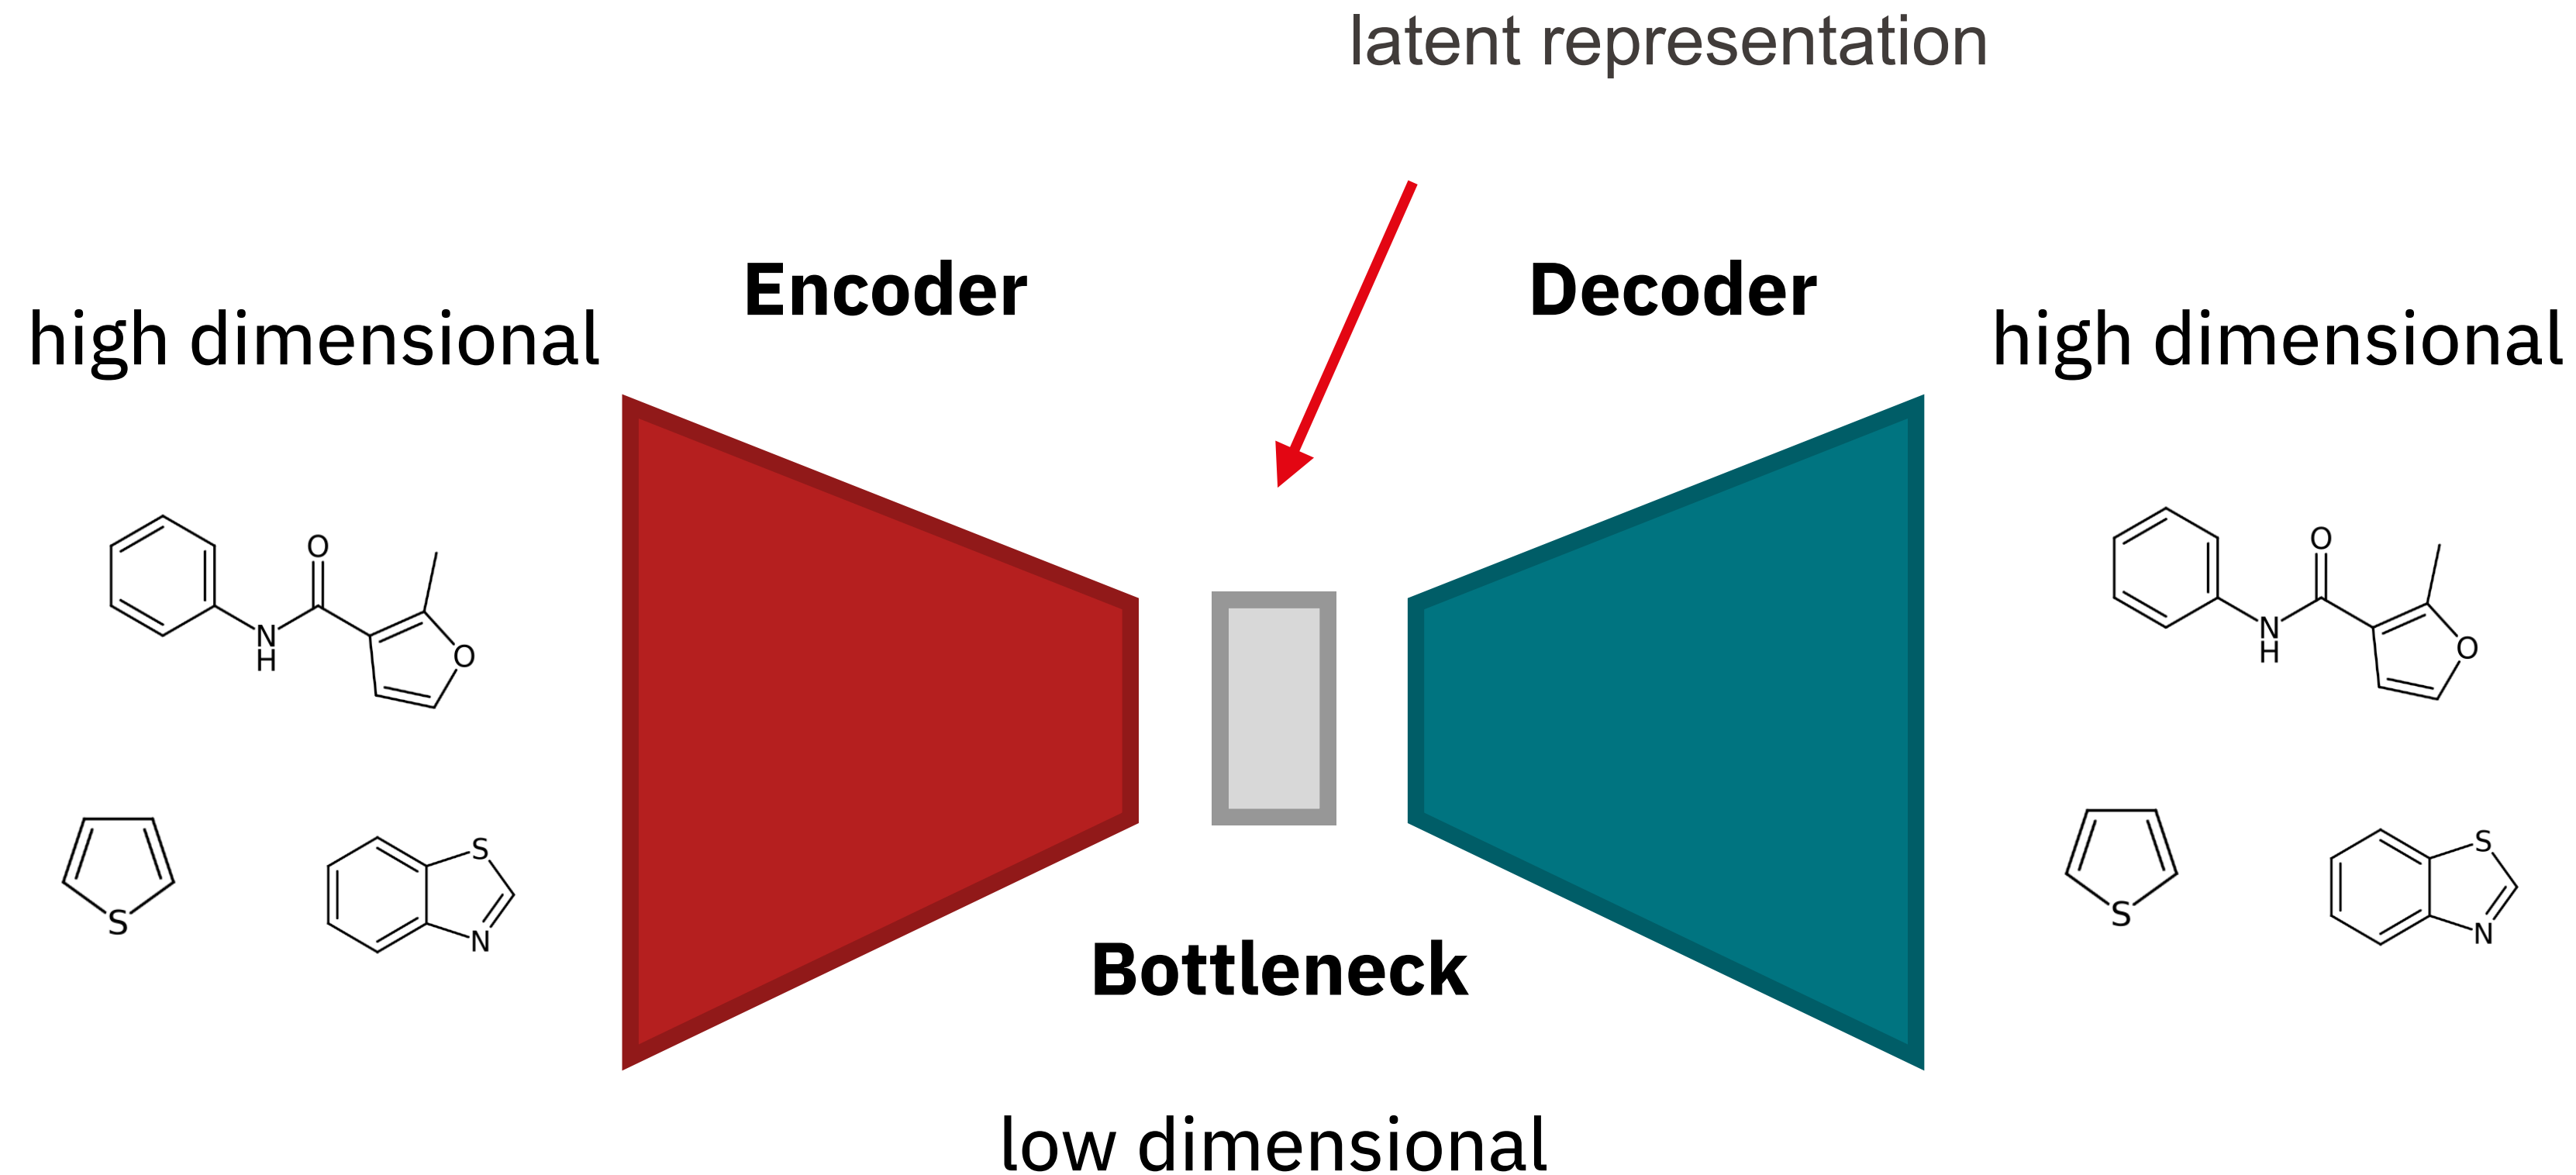 latent representation
Encoder
Decoder
high dimensional
high dimensional
O
N
H
O
S
S
N
O
N
H
O
S
S
N
Bottleneck
low dimensional